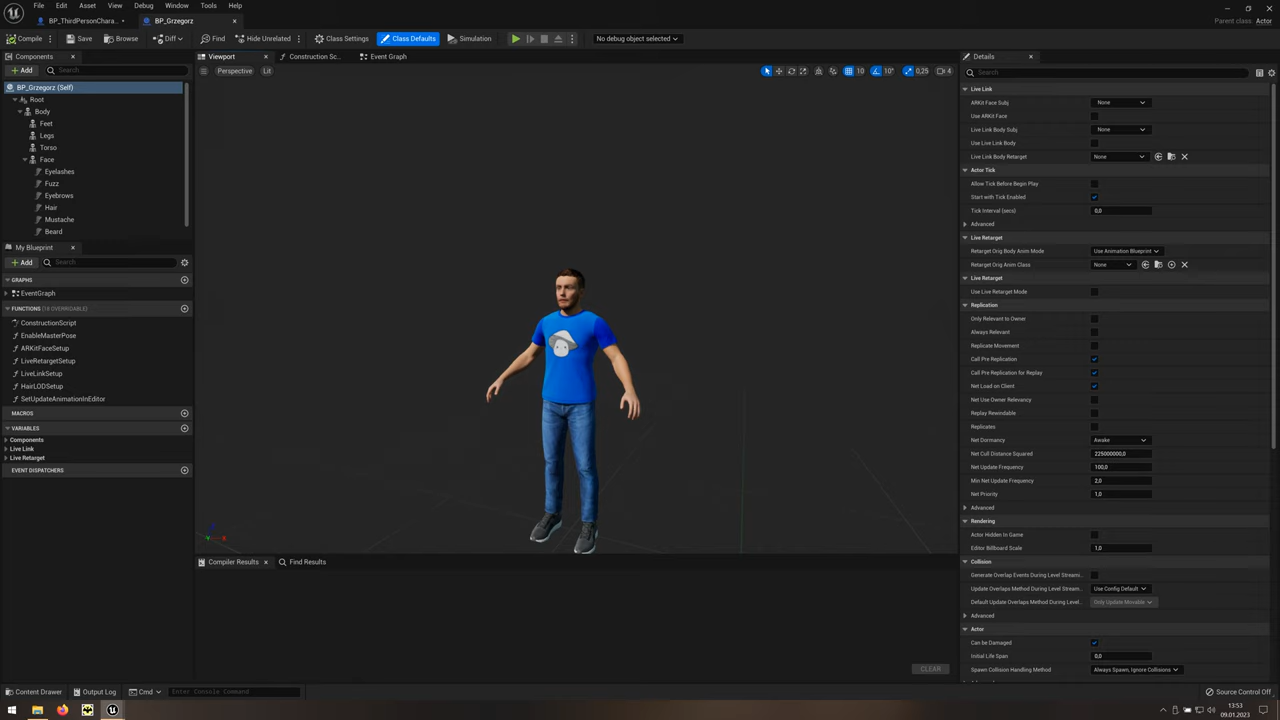 File Edit Asset View Debug Window Tools Help
BP_ThirdPersonChara... BP_Grzegorz Parent class: Actor
Compile Save Browse Diff Find Hide Unrelated Class Settings Class Defaults Simulation No debug object selected
Components
Add Search
BP_Grzegorz (Self)
Root
Body
Feet
Legs
Torso
Face
Eyelashes
Fuzz
Eyebrows
Hair
Mustache
Beard
My Blueprint
Add Search
GRAPHS
EventGraph
FUNCTIONS (18 OVERRIDABLE)
ConstructionScript
EnableMasterPose
ARKitFaceSetup
LiveRetargetSetup
LiveLinkSetup
HairLODSetup
SetUpdateAnimationInEditor
MACROS
VARIABLES
Components
Live Link
Live Retarget
EVENT DISPATCHERS
Viewport Construction Sc... Event Graph
Perspective Lit 10 10° 0,25 4
Compiler Results Find Results
CLEAR
Details
Search
Live Link
ARKit Face Subj None
Use ARKit Face
Live Link Body Subj None
Use Live Link Body
Live Link Body Retarget None
Actor Tick
Allow Tick Before Begin Play
Start with Tick Enabled
Tick Interval (secs) 0,0
Advanced
Live Retarget
Retarget Orig Body Anim Mode Use Animation Blueprint
Retarget Orig Anim Class None
Live Retarget
Use Live Retarget Mode
Replication
Only Relevant to Owner
Always Relevant
Replicate Movement
Call Pre Replication
Call Pre Replication for Replay
Net Load on Client
Net Use Owner Relevancy
Replay Rewindable
Replicates
Net Dormancy Awake
Net Cull Distance Squared 225000000,0
Net Update Frequency 100,0
Min Net Update Frequency 2,0
Net Priority 1,0
Advanced
Rendering
Actor Hidden In Game
Editor Billboard Scale 1,0
Collision
Generate Overlap Events During Level Streami...
Update Overlaps Method During Level Stream... Use Config Default
Default Update Overlaps Method During Level... Only Update Movable
Advanced
Actor
Can be Damaged
Initial Life Span 0,0
Spawn Collision Handling Method Always Spawn, Ignore Collisions
Content Drawer Output Log Cmd Enter Console Command Source Control Off
13:53
09.01.2023